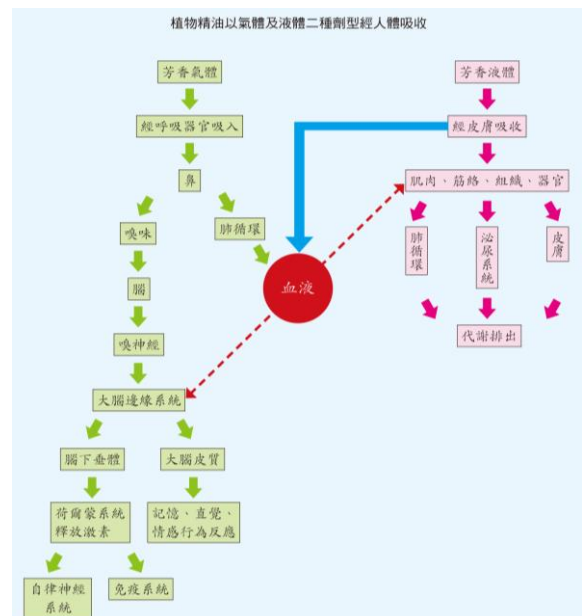 植物精油以氣體及液體二種劑型經人體吸收
芳香氣體
經呼吸器官吸入
鼻
嗅味
肺循環
腦
嗅神經
大腦邊緣系統
腦下垂體
大腦皮質
荷爾蒙系統
釋放激素
記憶、直覺、
情感行為反應
自律神經
系統
免疫系統
血液
芳香液體
經皮膚吸收
肌肉、筋絡、組織、器官
肺循環
泌尿系統
皮膚
代謝排出